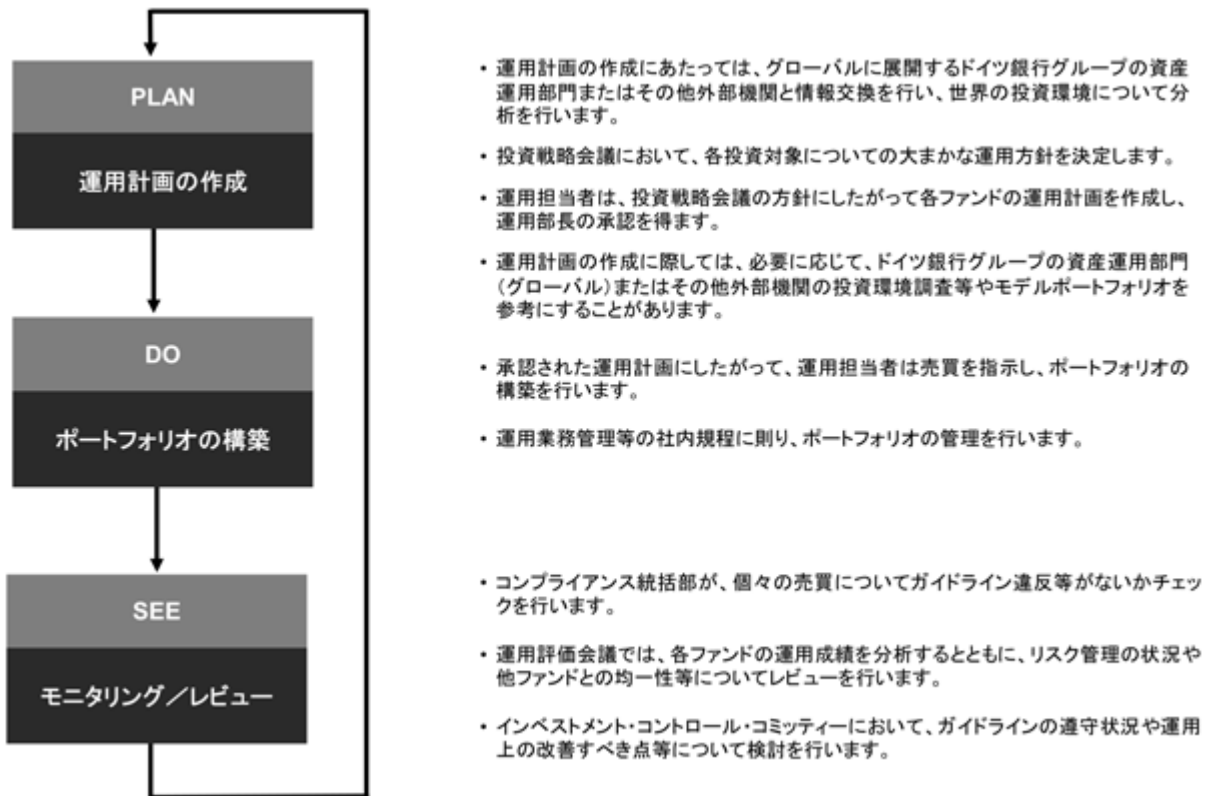 PLAN
運用計画の作成
・運用計画の作成にあたっては、グローバルに展開するドイツ銀行グループの資産
運用部門またはその他外部機関と情報交換を行い、世界の投資環境について分
析を行います。
・投資戦略会議において、各投資対象についての大まかな運用方針を決定します。
・運用担当者は、投資戦略会議の方針にしたがって各ファンドの運用計画を作成し、
運用部長の承認を得ます。
・運用計画の作成に際しては、必要に応じて、ドイツ銀行グループの資産運用部門
（グローバル）またはその他外部機関の投資環境調査等やモデルポートフォリオを
参考にすることがあります。
DO
ポートフォリオの構築
・承認された運用計画にしたがって、運用担当者は売買を指示し、ポートフォリオの
構築を行います。
・運用業務管理等の社内規程に則り、ポートフォリオの管理を行います。
SEE
モニタリング／レビュー
・コンプライアンス統括部が、個々の売買についてガイドライン違反等がないかチェッ
クを行います。
・運用評価会議では、各ファンドの運用成績を分析するとともに、リスク管理の状況や
他ファンドとの均一性等についてレビューを行います。
・インベストメント・コントロール・コミッティーにおいて、ガイドラインの遵守状況や運用
上の改善すべき点等について検討を行います。